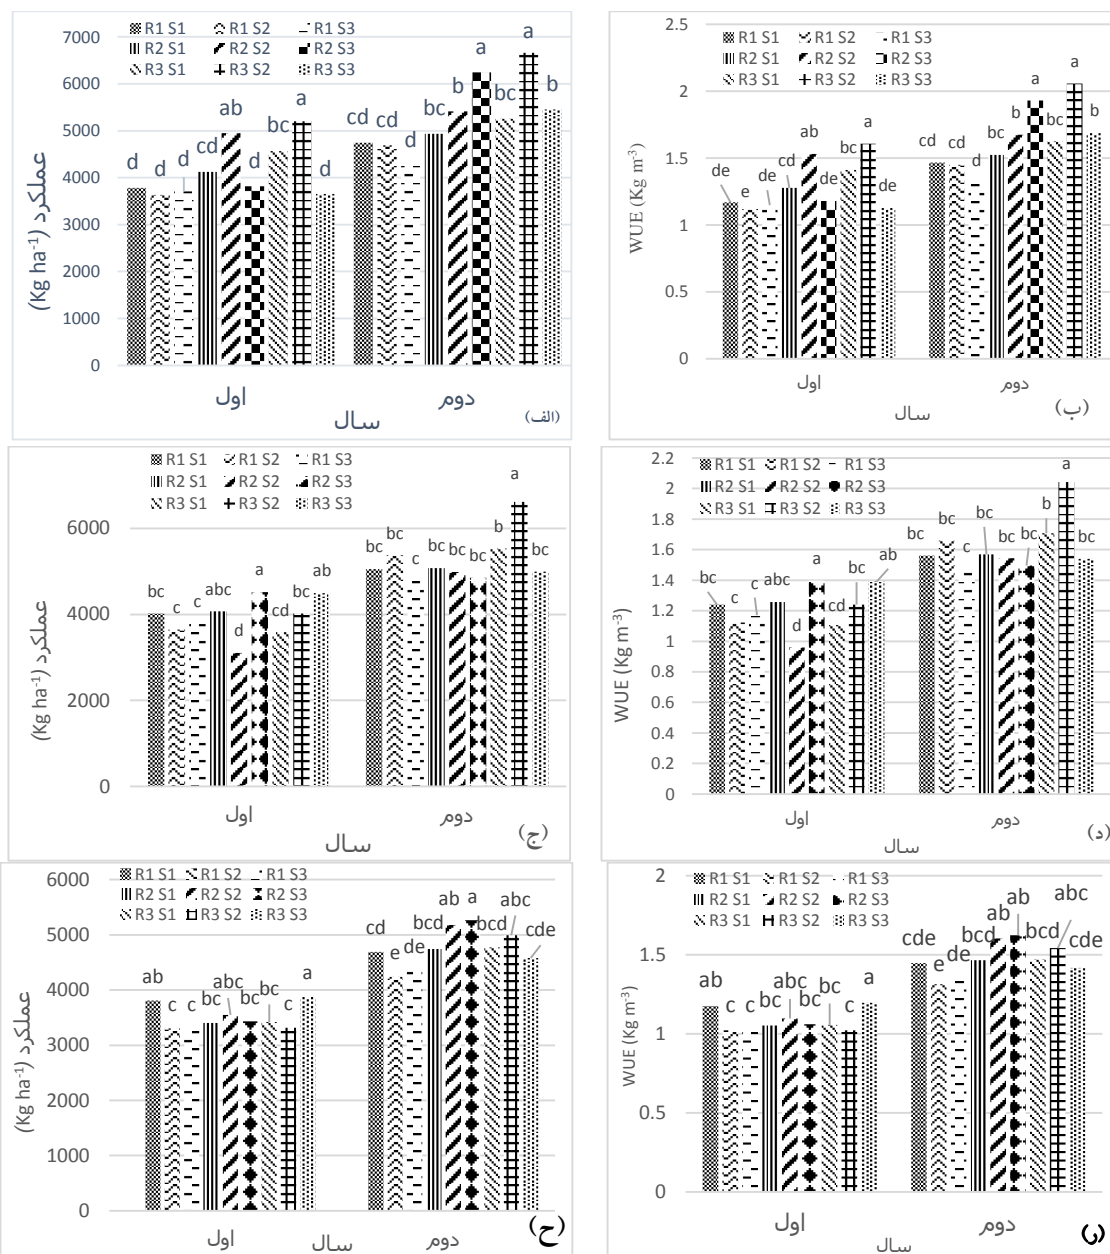 R1 S1 R1 S2 R1 S3
R2 S1 R2 S2 R2 S3
R3 S1 R3 S2 R3 S3
7000
6000
5000
4000
3000
2000
1000
0
عملکرد (Kg ha⁻¹)
d d d cd ab d bc a d
cd cd d bc b a bc a b
اول دوم
سال
(الف)
R1 S1 R1 S2 R1 S3
R2 S1 R2 S2 R2 S3
R3 S1 R3 S2 R3 S3
2.5
2
1.5
1
0.5
0
WUE (Kg m⁻³)
de e de cd ab de bc a de
cd cd d bc b a bc a b
اول دوم
سال
(ب)
R1 S1 R1 S2 R1 S3
R2 S1 R2 S2 R2 S3
R3 S1 R3 S2 R3 S3
6000
4000
2000
0
عملکرد (Kg ha⁻¹)
bc c c abc d a cd bc ab
bc bc c bc bc bc b a bc
اول دوم
سال
(ج)
R1 S1 R1 S2 R1 S3
R2 S1 R2 S2 R2 S3
R3 S1 R3 S2 R3 S3
2.2
2
1.8
1.6
1.4
1.2
1
0.8
0.6
0.4
0.2
0
WUE (Kg m⁻³)
bc c c abc d a cd bc ab
bc bc c bc bc bc b a bc
اول دوم
سال
(د)
R1 S1 R1 S2 R1 S3
R2 S1 R2 S2 R2 S3
R3 S1 R3 S2 R3 S3
6000
5000
4000
3000
2000
1000
0
عملکرد (Kg ha⁻¹)
ab c c bc abc bc bc c a
cd e de bcd ab a bcd abc cde
اول دوم
سال
(ح)
R1 S1 R1 S2 R1 S3
R2 S1 R2 S2 R2 S3
R3 S1 R3 S2 R3 S3
2
1.5
1
0.5
0
WUE (Kg m⁻³)
ab c c bc abc bc bc c a
cde e de bcd ab ab bcd abc cde
اول دوم
سال